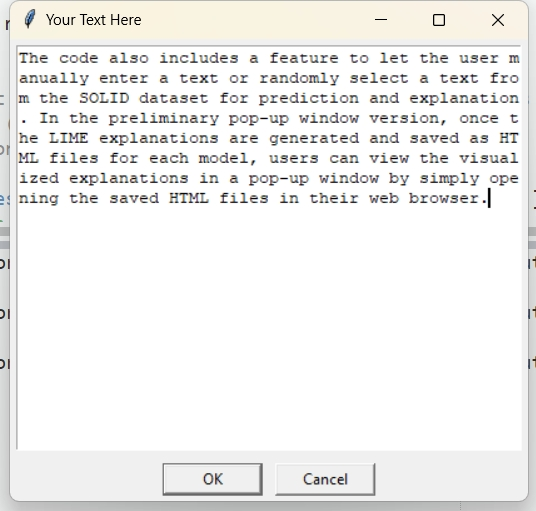 Your Text Here
The code also includes a feature to let the user m
anually enter a text or randomly select a text fro
m the SOLID dataset for prediction and explanation
. In the preliminary pop-up window version, once t
he LIME explanations are generated and saved as HT
ML files for each model, users can view the visual
ized explanations in a pop-up window by simply ope
ning the saved HTML files in their web browser.
OK
Cancel